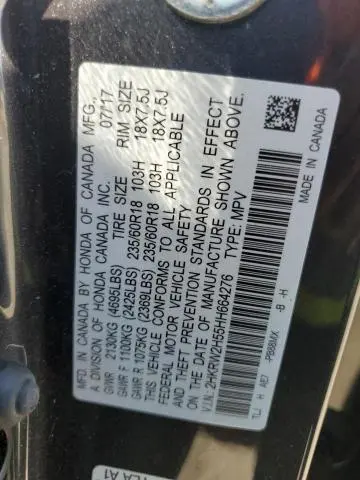 MFD. IN CANADA BY HONDA OF CANADA MFG.,
A DIVISION OF HONDA CANADA INC. 07/17
GVWR 2130KG (4695LBS) TIRE SIZE RIM SIZE
GAWR F 1100KG (2425LBS) 235/60R18 103H 18X7.5J
GAWR R 1075KG (2369LBS) 235/60R18 103H 18X7.5J
THIS VEHICLE CONFORMS TO ALL APPLICABLE
FEDERAL MOTOR VEHICLE SAFETY
AND THEFT PREVENTION STANDARDS IN EFFECT
ON THE DATE OF MANUFACTURE SHOWN ABOVE.
V.I.N.: 2HKRW2H55HH664276 TYPE: MPV
-PB88MX -B -H
MADE IN CANADA